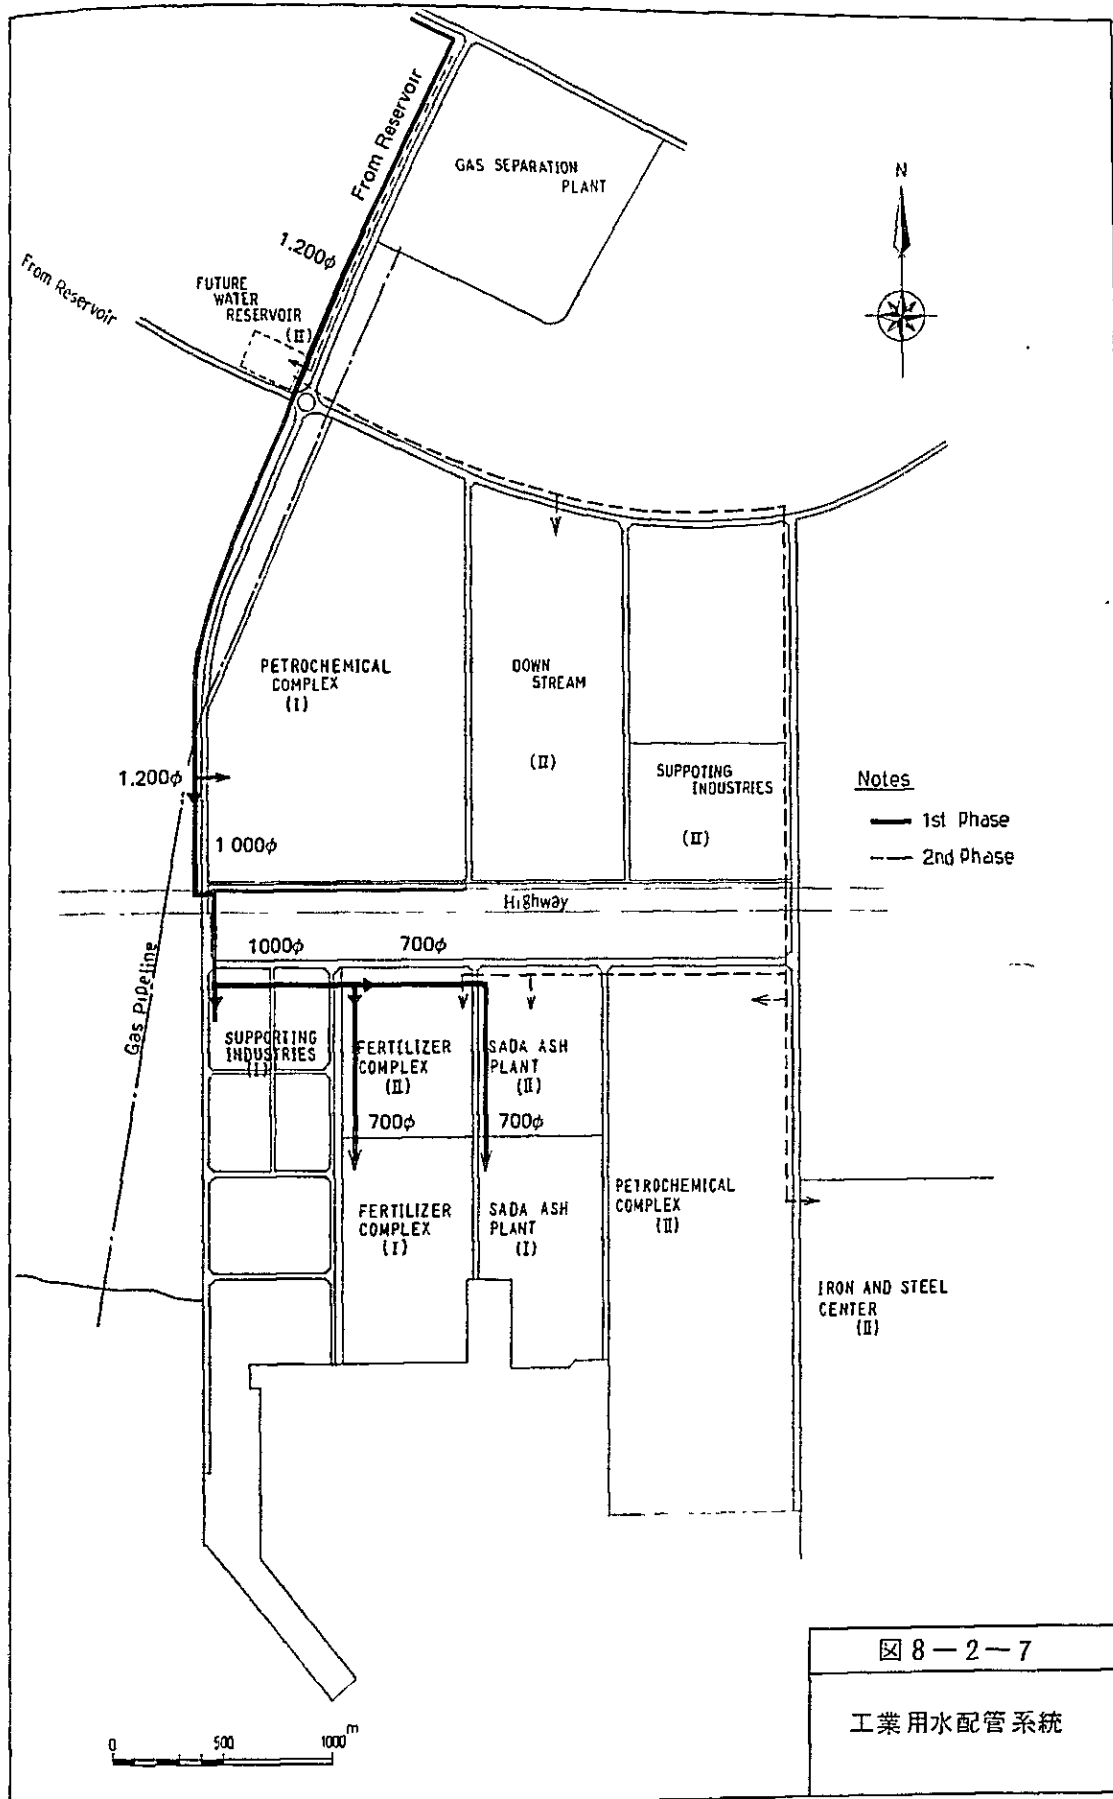 From Reservoir
GAS SEPARATION
PLANT
N
1.200φ
From Reservoir
FUTURE
WATER
RESERVOIR
(II)
PETROCHEMICAL
COMPLEX
(I)
DOWN
STREAM
(II)
SUPPOTING
INDUSTRIES
(II)
Notes
1st Phase
2nd Phase
1.200φ
1 000φ
Highway
1000φ
700φ
Gas Pipeline
SUPPORTING
INDUSTRIES
(I)
FERTILIZER
COMPLEX
(II)
SADA ASH
PLANT
(II)
700φ
700φ
FERTILIZER
COMPLEX
(I)
SADA ASH
PLANT
(I)
PETROCHEMICAL
COMPLEX
(II)
IRON AND STEEL
CENTER
(II)
0 500 1000 m
図8-2-7
工業用水配管系統